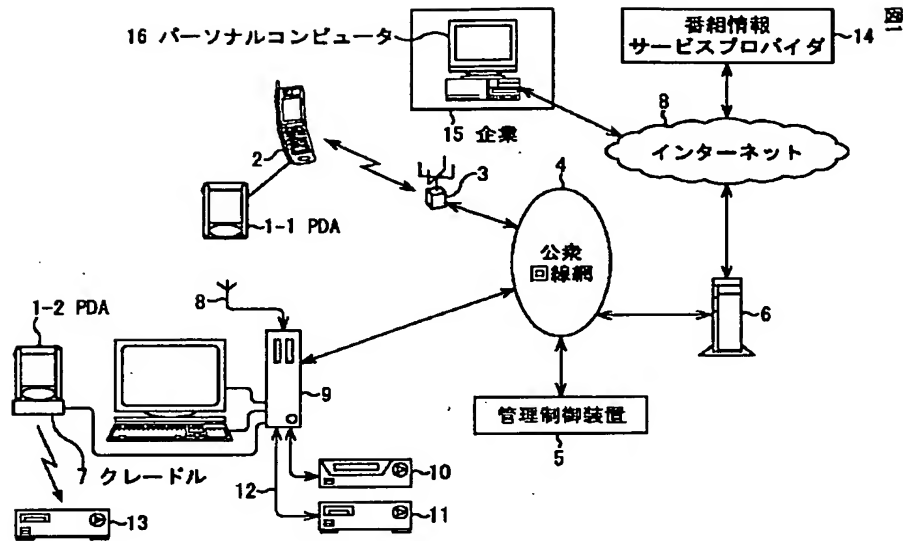 図1
16 パーソナルコンピュータ
番組情報
サービスプロバイダ
14
15 企業
8
インターネット
2
3
4
1-1 PDA
公衆
回線網
6
8
1-2 PDA
9
管理制御装置
5
7 クレードル
12
10
11
13